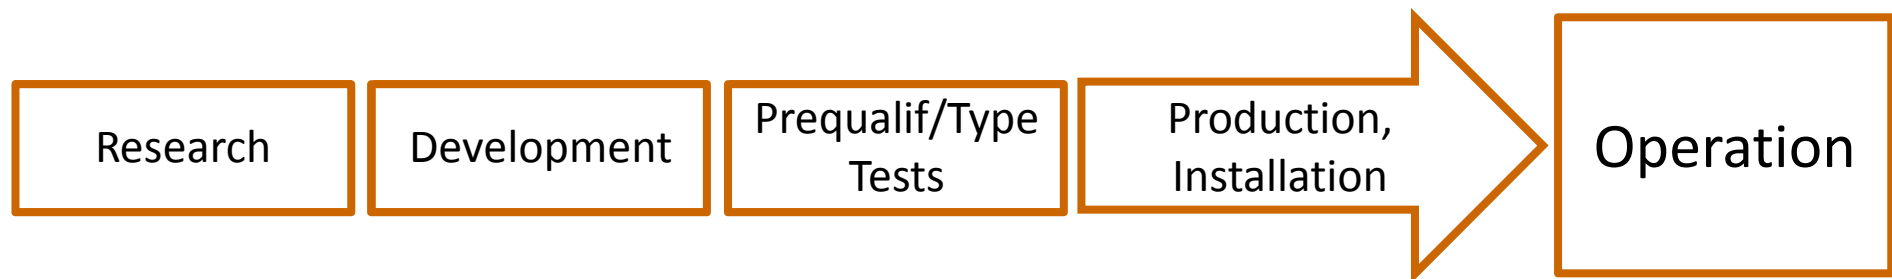 Research
Development
Prequalif/Type
Tests
Production,
Installation
Operation